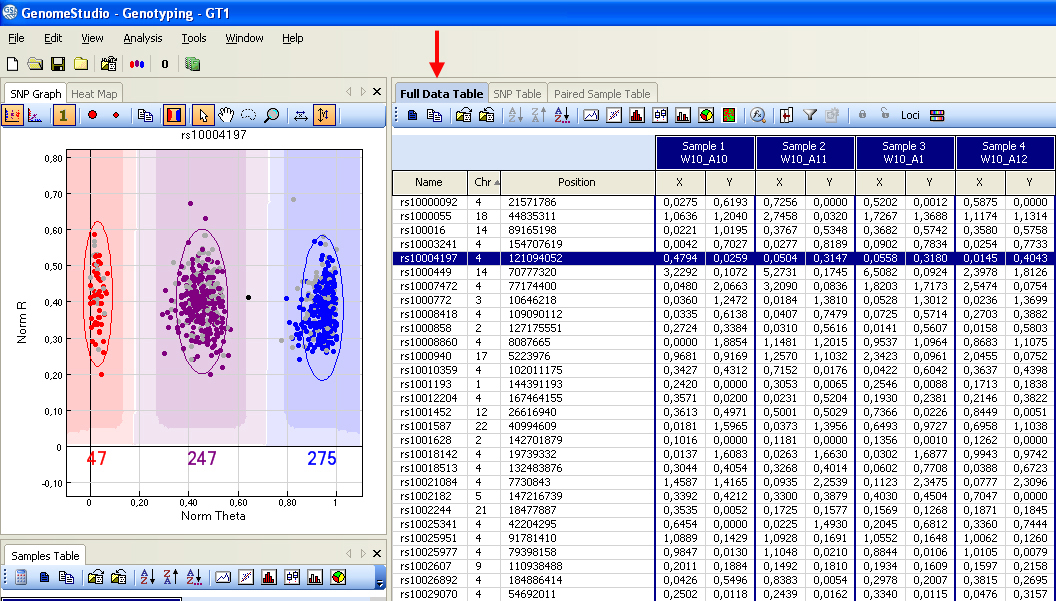 GenomeStudio - Genotyping - GT1
File Edit View Analysis Tools Window Help
0
SNP Graph Heat Map
1
rs10004197
0,80
0,70
0,60
0,50
0,40
0,30
0,20
0,10
0
-0,10
Norm R
47 247 275
0 0,20 0,40 0,60 0,80 1
Norm Theta
Samples Table
Full Data Table SNP Table Paired Sample Table
Loci
Sample 1 Sample 2 Sample 3 Sample 4
W10_A10 W10_A11 W10_A1 W10_A12
Name Chr Position X Y X Y X Y X Y
rs10000092 4 21571786 0,0275 0,6193 0,7256 0,0000 0,5202 0,0012 0,5875 0,0000
rs1000055 18 44835311 1,0636 1,2040 2,7458 0,0320 1,7267 1,3688 1,1174 1,1314
rs100016 14 89165198 0,0221 1,0195 0,3767 0,5348 0,3682 0,5742 0,3580 0,5758
rs10003241 4 154707619 0,0042 0,7027 0,0277 0,8189 0,0902 0,7834 0,0254 0,7733
rs10004197 4 121094052 0,4794 0,0259 0,0504 0,3147 0,0558 0,3180 0,0145 0,4043
rs1000449 14 70777320 3,2292 0,1072 5,2731 0,1745 6,5082 0,0924 2,3978 1,8126
rs10007472 4 77174400 0,0480 2,0663 3,2090 0,0836 1,8203 1,7173 2,5474 0,0754
rs1000772 3 10646218 0,0360 1,2472 0,0184 1,3810 0,0528 1,3012 0,0236 1,3699
rs10008418 4 109090112 0,0335 0,6138 0,0407 0,7479 0,0725 0,5714 0,2703 0,3882
rs1000858 2 127175551 0,2724 0,3384 0,0310 0,5616 0,0141 0,5607 0,0158 0,5803
rs10008860 4 8087665 0,0000 1,8854 1,1481 1,2015 0,9537 1,0964 0,8683 1,1075
rs1000940 17 5223976 0,9681 0,9169 1,2570 1,1032 2,3423 0,0961 2,0455 0,0752
rs10010359 4 102011175 0,3427 0,4312 0,7152 0,0176 0,0422 0,6042 0,3637 0,4398
rs1001193 1 144391193 0,2420 0,0000 0,3053 0,0065 0,2546 0,0088 0,1713 0,1838
rs10012204 4 167464155 0,3571 0,0200 0,0231 0,5204 0,1930 0,2381 0,2146 0,3822
rs1001452 12 26616940 0,3613 0,4971 0,5001 0,5029 0,7366 0,0226 0,8449 0,0051
rs1001587 22 40994609 0,0181 1,5965 0,0373 1,3956 0,6493 0,9727 0,6958 1,1038
rs1001628 2 142701879 0,1016 0,0000 0,1181 0,0000 0,1356 0,0010 0,1262 0,0000
rs10018142 4 19739332 0,0137 1,6083 0,0263 1,6630 0,0302 1,6877 0,9943 0,9742
rs10018513 4 132483876 0,3044 0,4054 0,3268 0,4014 0,0602 0,7708 0,0388 0,6723
rs10021084 4 7730843 1,4587 1,4165 0,0935 2,2539 0,1123 2,3475 0,0777 2,3096
rs1002182 5 147216739 0,3392 0,4212 0,3300 0,3879 0,4030 0,4504 0,7047 0,0000
rs1002244 21 18477887 0,3535 0,0052 0,1725 0,1577 0,1569 0,1268 0,1871 0,1845
rs10025341 4 42204295 0,6454 0,0000 0,0225 1,4930 0,2045 0,6812 0,3360 0,7444
rs10025951 4 91781410 1,0889 0,1429 1,0928 0,1691 1,0552 0,1648 1,0062 0,1260
rs10025977 4 79398158 0,9847 0,0130 1,1048 0,0210 0,8844 0,0106 1,0105 0,0079
rs1002607 9 110938488 0,2011 0,1884 0,1492 0,1813 0,1934 0,1609 0,1597 0,2158
rs10026892 4 184886414 0,0426 0,5496 0,8383 0,0054 0,2978 0,2007 0,3815 0,2695
rs10029070 4 54692011 0,2502 0,0118 0,2439 0,0162 0,3340 0,0115 0,0476 0,3157